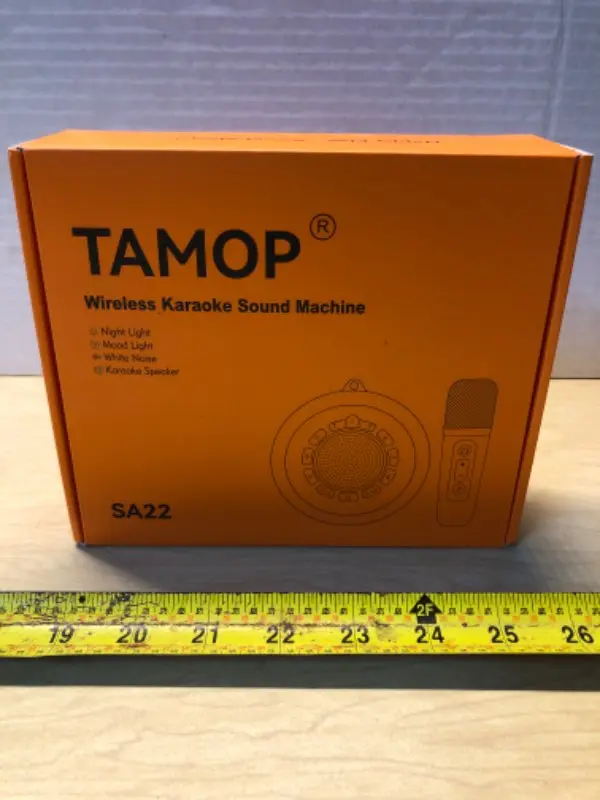 TAMOP®
Wireless Karaoke Sound Machine
Night Light
Mood Light
White Noise
Karaoke Speaker
SA22
2F
19 20 21 22 23 24 25 26